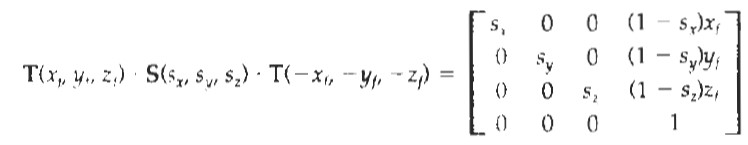 s_x 0 0 (1 − s_x)x_f
0 s_y 0 (1 − s_y)y_f
T(x_f, y_f, z_f) · S(s_x, s_y, s_z) · T(−x_f, −y_f, −z_f) =
0 0 s_z (1 − s_z)z_f
0 0 0 1